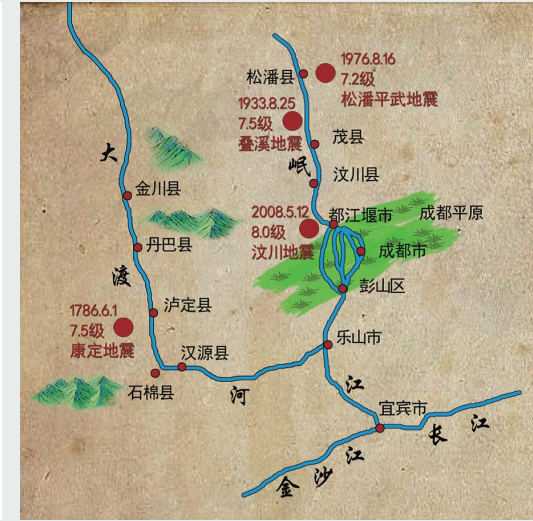 1976.8.16
7.2级
松潘平武地震
松潘县
1933.8.25
7.5级
叠溪地震
茂县
岷
汶川县
大
金川县
2008.5.12
8.0级
汶川地震
都江堰市
成都平原
成都市
丹巴县
渡
彭山区
泸定县
1786.6.1
7.5级
康定地震
乐山市
汉源县
石棉县
河
江
宜宾市
长
江
江
沙
金